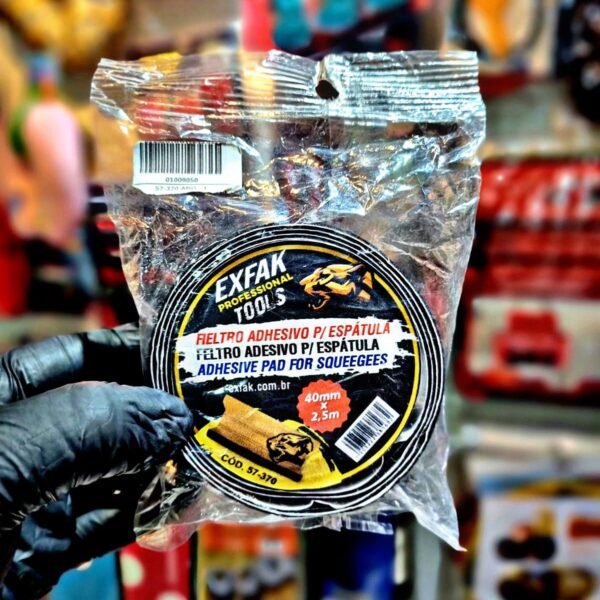 01009050
57-370
EXFAK
PROFESSIONAL
TOOLS
FIELTRO ADHESIVO P/ ESPÁTULA
FELTRO ADESIVO P/ ESPÁTULA
ADHESIVE PAD FOR SQUEEGEES
exfak.com.br
40mm
x
2,5m
CÓD. 57-370